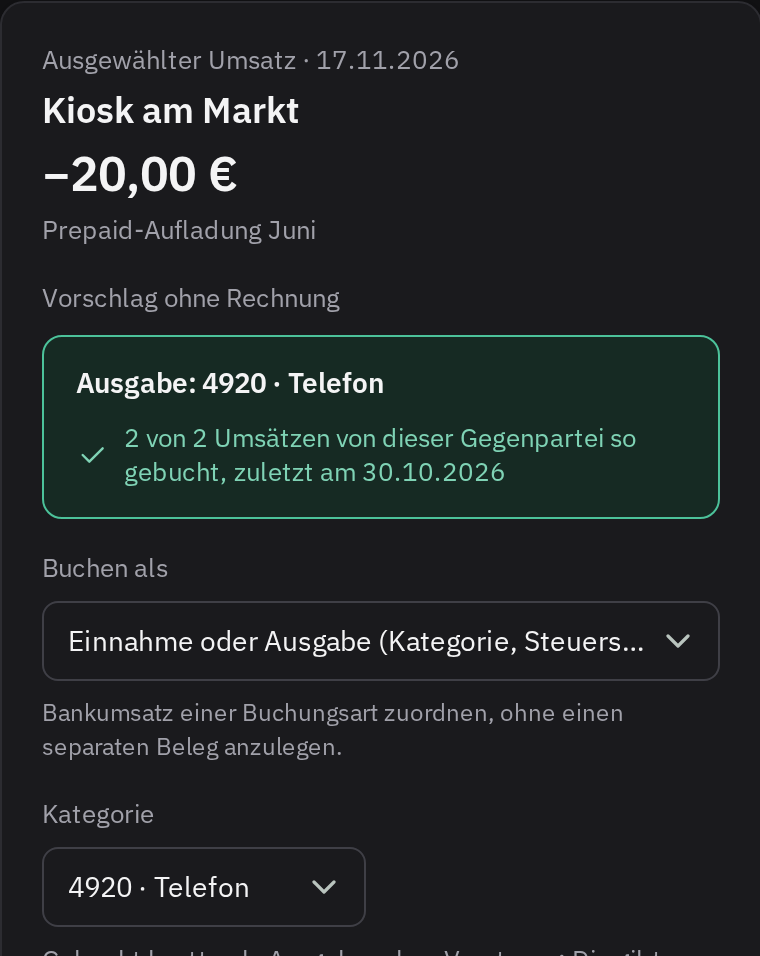 Ausgewählter Umsatz · 17.11.2026
Kiosk am Markt
−20,00 €
Prepaid-Aufladung Juni
Vorschlag ohne Rechnung
Ausgabe: 4920 · Telefon
2 von 2 Umsätzen von dieser Gegenpartei so
gebucht, zuletzt am 30.10.2026
Buchen als
Einnahme oder Ausgabe (Kategorie, Steuers...
Bankumsatz einer Buchungsart zuordnen, ohne einen
separaten Beleg anzulegen.
Kategorie
4920 · Telefon